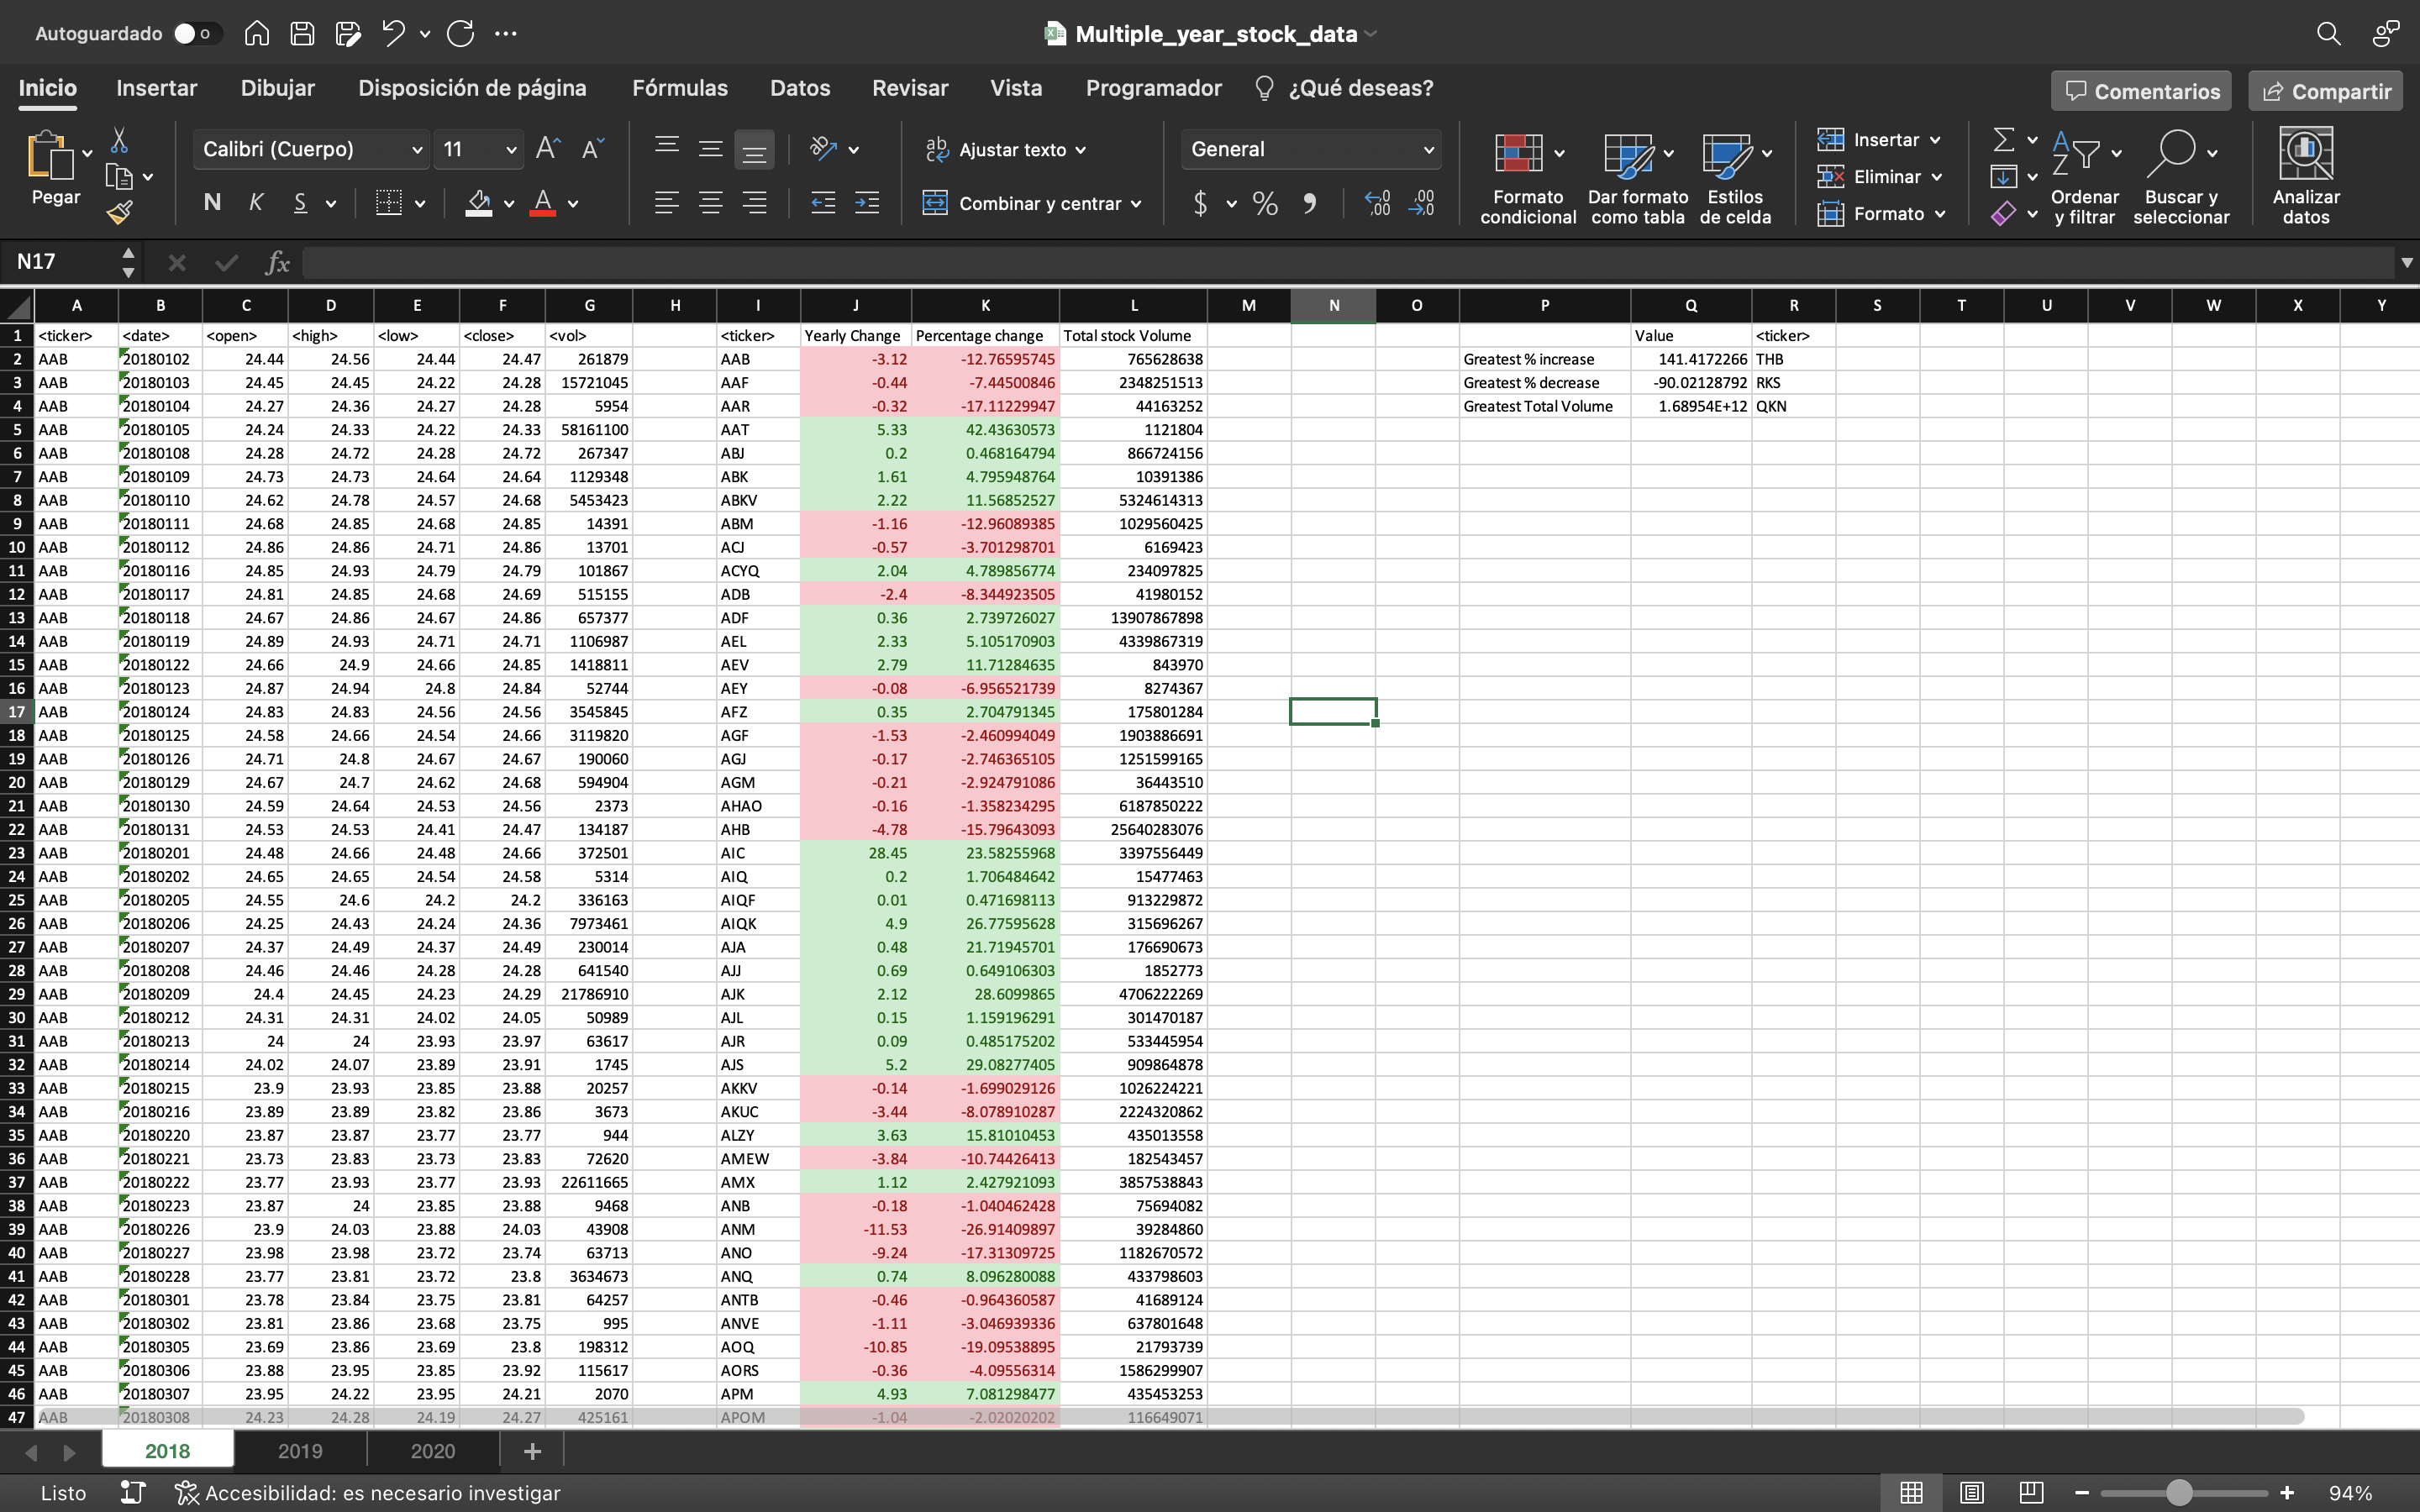 Autoguardado
Multiple_year_stock_data
Inicio Insertar Dibujar Disposición de página Fórmulas Datos Revisar Vista Programador ¿Qué deseas? Comentarios Compartir
Pegar Calibri (Cuerpo) 11 Ajustar texto General Insertar
N K S Combinar y centrar $ % Formato condicional Dar formato como tabla Estilos de celda Eliminar Formato Ordenar y filtrar Buscar y seleccionar Analizar datos
N17 fx
A B C D E F G H I J K L M N O P Q R S T U V W X Y
1 <ticker> <date> <open> <high> <low> <close> <vol> <ticker> Yearly Change Percentage change Total stock Volume Value <ticker>
2 AAB 20180102 24.44 24.56 24.44 24.47 261879 AAB -3.12 -12.76595745 765628638 Greatest % increase 141.4172266 THB
3 AAB 20180103 24.45 24.45 24.22 24.28 15721045 AAF -0.44 -7.44500846 2348251513 Greatest % decrease -90.02128792 RKS
4 AAB 20180104 24.27 24.36 24.27 24.28 5954 AAR -0.32 -17.11229947 44163252 Greatest Total Volume 1.68954E+12 QKN
5 AAB 20180105 24.24 24.33 24.22 24.33 58161100 AAT 5.33 42.43630573 1121804
6 AAB 20180108 24.28 24.72 24.28 24.72 267347 ABJ 0.2 0.468164794 866724156
7 AAB 20180109 24.73 24.73 24.64 24.64 1129348 ABK 1.61 4.795948764 10391386
8 AAB 20180110 24.62 24.78 24.57 24.68 5453423 ABKV 2.22 11.56852527 5324614313
9 AAB 20180111 24.68 24.85 24.68 24.85 14391 ABM -1.16 -12.96089385 1029560425
10 AAB 20180112 24.86 24.86 24.71 24.86 13701 ACJ -0.57 -3.701298701 6169423
11 AAB 20180116 24.85 24.93 24.79 24.79 101867 ACYQ 2.04 4.789856774 234097825
12 AAB 20180117 24.81 24.85 24.68 24.69 515155 ADB -2.4 -8.344923505 41980152
13 AAB 20180118 24.67 24.86 24.67 24.86 657377 ADF 0.36 2.739726027 13907867898
14 AAB 20180119 24.89 24.93 24.71 24.71 1106987 AEL 2.33 5.105170903 4339867319
15 AAB 20180122 24.66 24.9 24.66 24.85 1418811 AEV 2.79 11.71284635 843970
16 AAB 20180123 24.87 24.94 24.8 24.84 52744 AEY -0.08 -6.956521739 8274367
17 AAB 20180124 24.83 24.83 24.56 24.56 3545845 AFZ 0.35 2.704791345 175801284
18 AAB 20180125 24.58 24.66 24.54 24.66 3119820 AGF -1.53 -2.460994049 1903886691
19 AAB 20180126 24.71 24.8 24.67 24.67 190060 AGJ -0.17 -2.746365105 1251599165
20 AAB 20180129 24.67 24.7 24.62 24.68 594904 AGM -0.21 -2.924791086 36443510
21 AAB 20180130 24.59 24.64 24.53 24.56 2373 AHAO -0.16 -1.358234295 6187850222
22 AAB 20180131 24.53 24.53 24.41 24.47 134187 AHB -4.78 -15.79643093 25640283076
23 AAB 20180201 24.48 24.66 24.48 24.66 372501 AIC 28.45 23.58255968 3397556449
24 AAB 20180202 24.65 24.65 24.54 24.58 5314 AIQ 0.2 1.706484642 15477463
25 AAB 20180205 24.55 24.6 24.2 24.2 336163 AIQF 0.01 0.471698113 913229872
26 AAB 20180206 24.25 24.43 24.24 24.36 7973461 AIQK 4.9 26.77595628 315696267
27 AAB 20180207 24.37 24.49 24.37 24.49 230014 AJA 0.48 21.71945701 176690673
28 AAB 20180208 24.46 24.46 24.28 24.28 641540 AJJ 0.69 0.649106303 1852773
29 AAB 20180209 24.4 24.45 24.23 24.29 21786910 AJK 2.12 28.6099865 4706222269
30 AAB 20180212 24.31 24.31 24.02 24.05 50989 AJL 0.15 1.159196291 301470187
31 AAB 20180213 24 24 23.93 23.97 63617 AJR 0.09 0.485175202 533445954
32 AAB 20180214 24.02 24.07 23.89 23.91 1745 AJS 5.2 29.08277405 909864878
33 AAB 20180215 23.9 23.93 23.85 23.88 20257 AKKV -0.14 -1.699029126 1026224221
34 AAB 20180216 23.89 23.89 23.82 23.86 3673 AKUC -3.44 -8.078910287 2224320862
35 AAB 20180220 23.87 23.87 23.77 23.77 944 ALZY 3.63 15.81010453 435013558
36 AAB 20180221 23.73 23.83 23.73 23.83 72620 AMEW -3.84 -10.74426413 182543457
37 AAB 20180222 23.77 23.93 23.77 23.93 22611665 AMX 1.12 2.427921093 3857538843
38 AAB 20180223 23.87 24 23.85 23.88 9468 ANB -0.18 -1.040462428 75694082
39 AAB 20180226 23.9 24.03 23.88 24.03 43908 ANM -11.53 -26.91409897 39284860
40 AAB 20180227 23.98 23.98 23.72 23.74 63713 ANO -9.24 -17.31309725 1182670572
41 AAB 20180228 23.77 23.81 23.72 23.8 3634673 ANQ 0.74 8.096280088 433798603
42 AAB 20180301 23.78 23.84 23.75 23.81 64257 ANTB -0.46 -0.964360587 41689124
43 AAB 20180302 23.81 23.86 23.68 23.75 995 ANVE -1.11 -3.046939336 637801648
44 AAB 20180305 23.69 23.86 23.69 23.8 198312 AOQ -10.85 -19.09538895 21793739
45 AAB 20180306 23.88 23.95 23.85 23.92 115617 AORS -0.36 -4.09556314 1586299907
46 AAB 20180307 23.95 24.22 23.95 24.21 2070 APM 4.93 7.081298477 435453253
47 AAB 20180308 24.23 24.28 24.19 24.27 425161 APOM -1.04 -2.02020202 116649071
2018 2019 2020 +
Listo Accesibilidad: es necesario investigar 94%